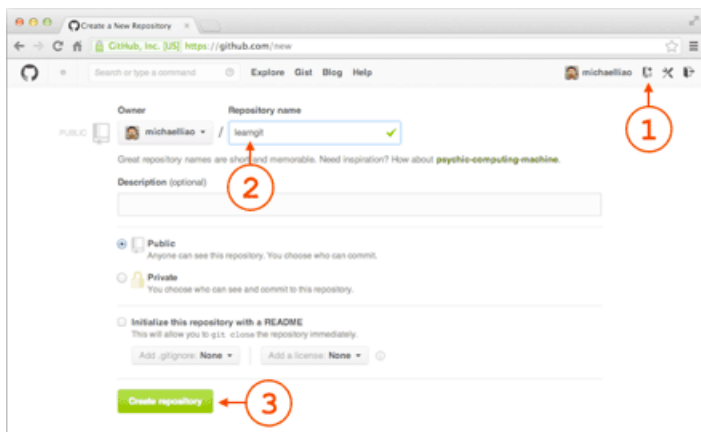 Create a New Repository
GitHub, Inc. [US] https://github.com/new
Search or type a command Explore Gist Blog Help michaelliao
1
Owner Repository name
PUBLIC michaelliao / learngit
Great repository names are short and memorable. Need inspiration? How about psychic-computing-machine.
2
Description (optional)
Public
Anyone can see this repository. You choose who can commit.
Private
You choose who can see and commit to this repository.
Initialize this repository with a README
This will allow you to git clone the repository immediately.
Add .gitignore: None Add a license: None
Create repository 3